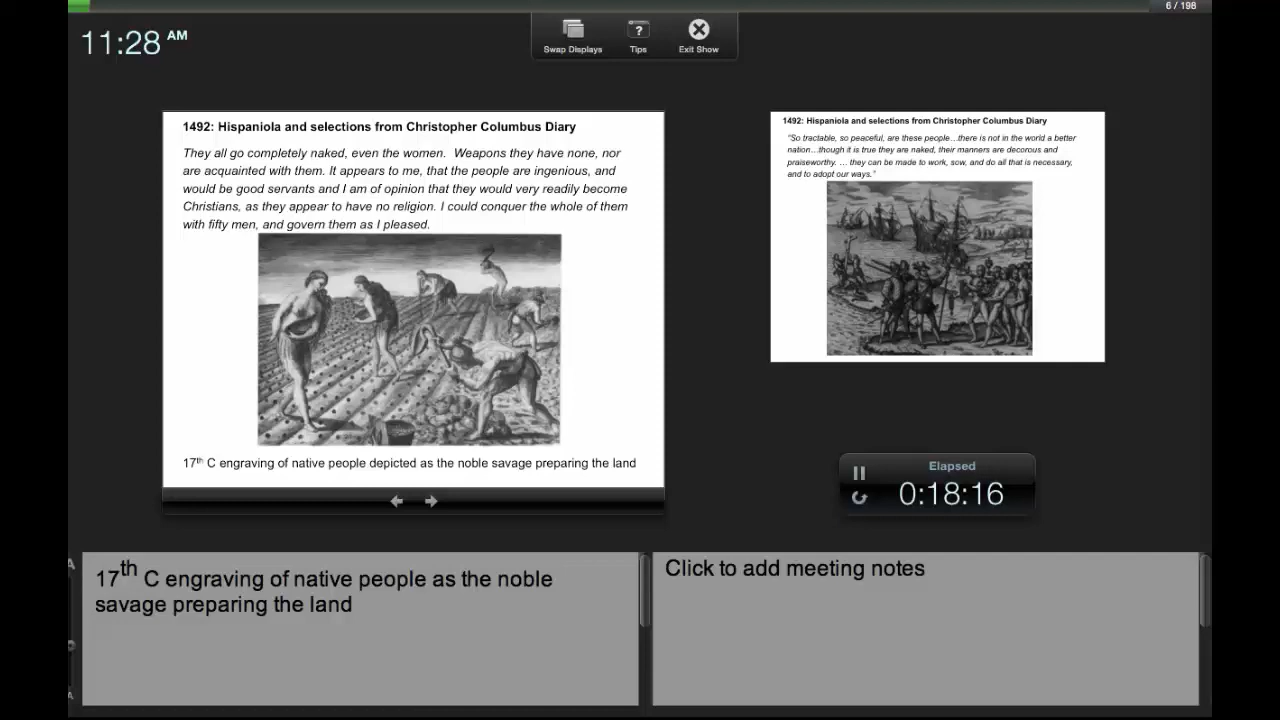 6 / 198
11:28 AM
Swap Displays
Tips
Exit Show
1492: Hispaniola and selections from Christopher Columbus Diary
They all go completely naked, even the women.  Weapons they have none, nor
are acquainted with them. It appears to me, that the people are ingenious, and
would be good servants and I am of opinion that they would very readily become
Christians, as they appear to have no religion. I could conquer the whole of them
with fifty men, and govern them as I pleased.
17th C engraving of native people depicted as the noble savage preparing the land
1492: Hispaniola and selections from Christopher Columbus Diary
"So tractable, so peaceful, are these people…there is not in the world a better
nation…though it is true they are naked, their manners are decorous and
praiseworthy. … they can be made to work, sow, and do all that is necessary,
and to adopt our ways."
Elapsed
0:18:16
A
A
17th C engraving of native people as the noble
savage preparing the land
Click to add meeting notes